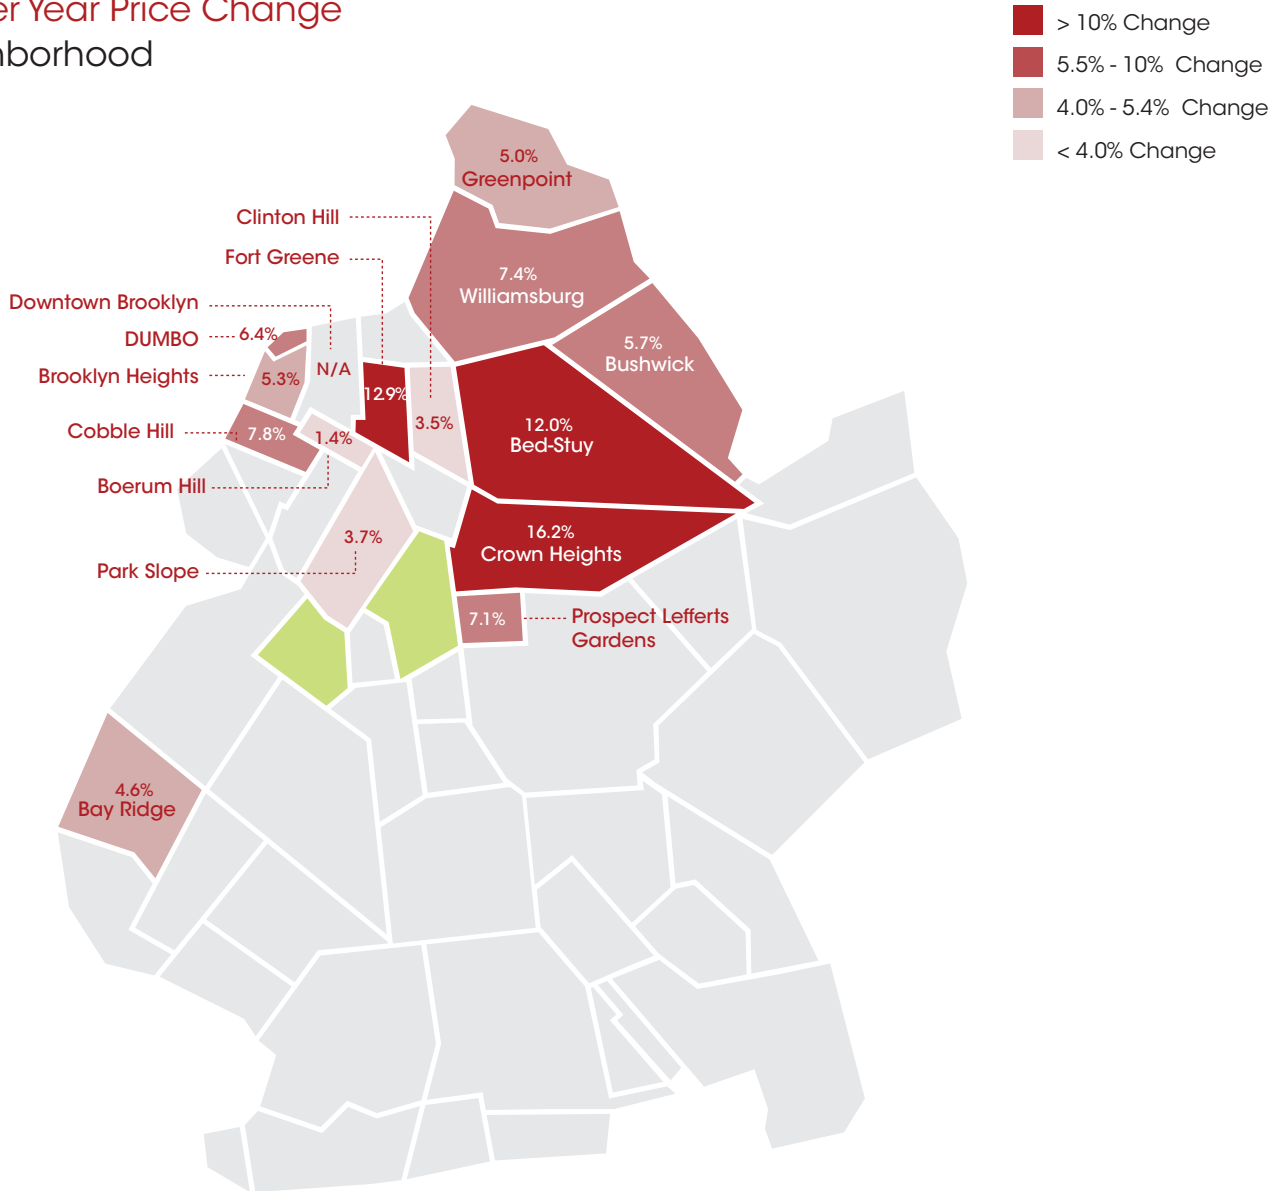 er Year Price Change
nborhood
> 10% Change
5.5% - 10% Change
4.0% - 5.4% Change
< 4.0% Change
5.0%
Greenpoint
Clinton Hill
Fort Greene
7.4%
Williamsburg
Downtown Brooklyn
DUMBO
6.4%
5.7%
Bushwick
Brooklyn Heights
5.3%
N/A
12.9%
3.5%
12.0%
Bed-Stuy
Cobble Hill
7.8%
1.4%
Boerum Hill
3.7%
16.2%
Crown Heights
Park Slope
7.1%
Prospect Lefferts
Gardens
4.6%
Bay Ridge